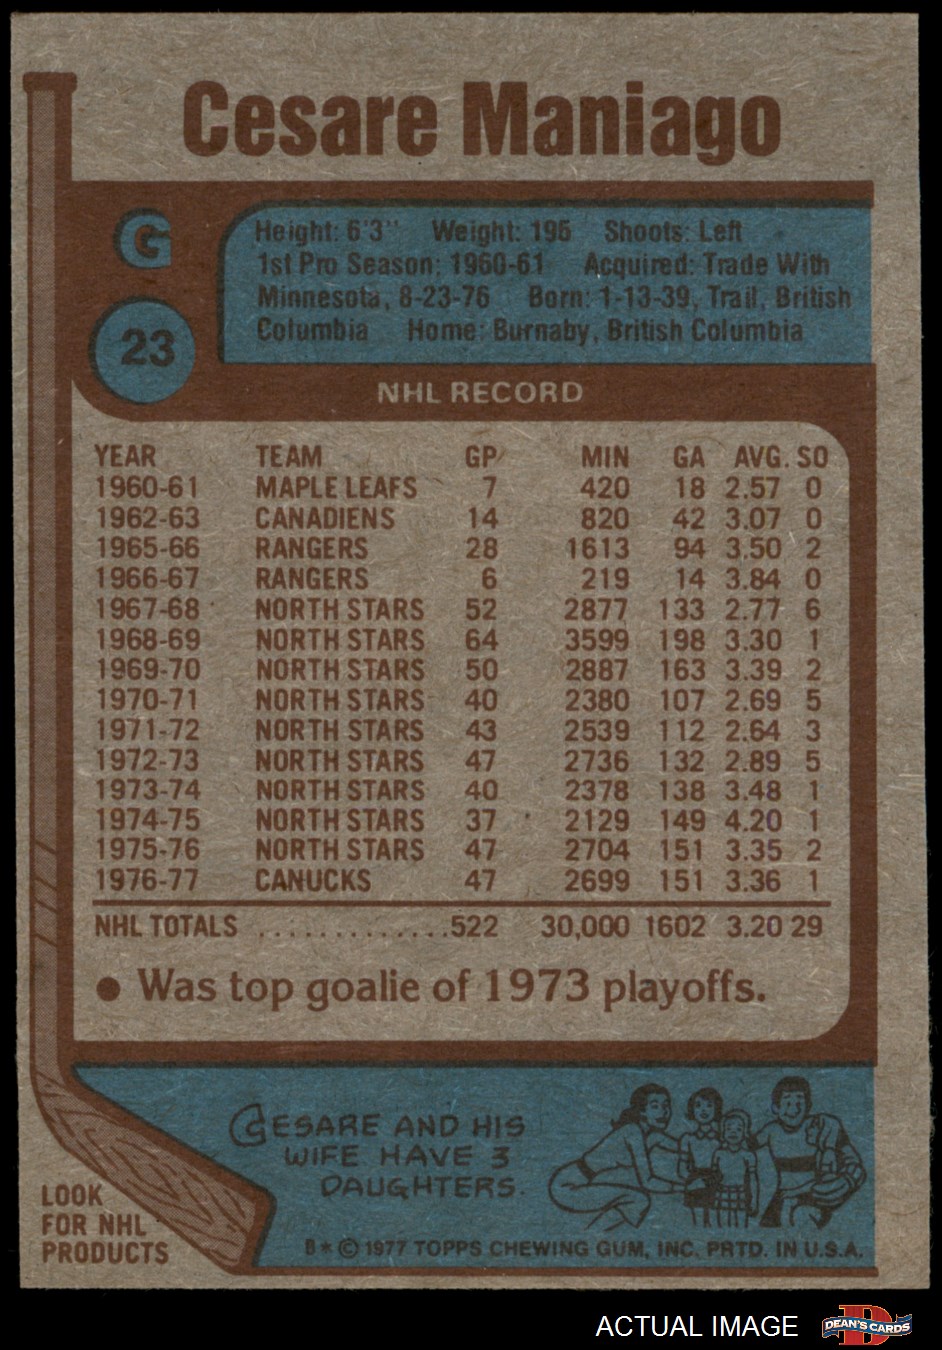 Cesare Maniago
G
Height: 6'3" Weight: 195 Shoots: Left
1st Pro Season: 1960-61 Acquired: Trade With
Minnesota, 8-23-76 Born: 1-13-39, Trail, British
Columbia Home: Burnaby, British Columbia
23
NHL RECORD
YEAR TEAM GP MIN GA AVG. SO
1960-61 MAPLE LEAFS 7 420 18 2.57 0
1962-63 CANADIENS 14 820 42 3.07 0
1965-66 RANGERS 28 1613 94 3.50 2
1966-67 RANGERS 6 219 14 3.84 0
1967-68 NORTH STARS 52 2877 133 2.77 6
1968-69 NORTH STARS 64 3599 198 3.30 1
1969-70 NORTH STARS 50 2887 163 3.39 2
1970-71 NORTH STARS 40 2380 107 2.69 5
1971-72 NORTH STARS 43 2539 112 2.64 3
1972-73 NORTH STARS 47 2736 132 2.89 5
1973-74 NORTH STARS 40 2378 138 3.48 1
1974-75 NORTH STARS 37 2129 149 4.20 1
1975-76 NORTH STARS 47 2704 151 3.35 2
1976-77 CANUCKS 47 2699 151 3.36 1
NHL TOTALS .............522 30,000 1602 3.20 29
● Was top goalie of 1973 playoffs.
CESARE AND HIS
WIFE HAVE 3
DAUGHTERS.
LOOK
FOR NHL
PRODUCTS
B* © 1977 TOPPS CHEWING GUM, INC. PRTD. IN U.S.A.
ACTUAL IMAGE
D
DEAN'S CARDS